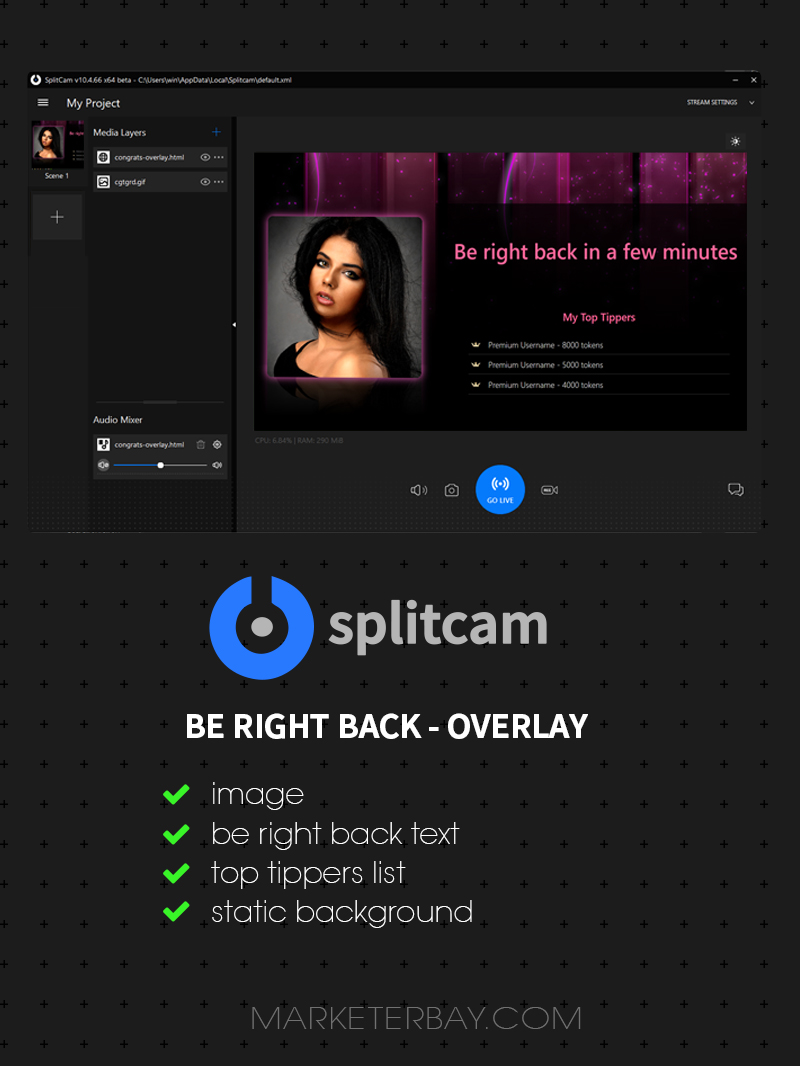 SplitCam v10.4.66 x64 beta - C:\Users\win\AppData\Local\Splitcam\default.xml
My Project
STREAM SETTINGS
Be right
Scene 1
Media Layers
congrats-overlay.html
cgtgrd.gif
Be right back in a few minutes
My Top Tippers
Premium Username - 8000 tokens
Premium Username - 5000 tokens
Premium Username - 4000 tokens
Audio Mixer
congrats-overlay.html
CPU: 6.84% | RAM: 290 MiB
GO LIVE
REC
splitcam
BE RIGHT BACK - OVERLAY
image
be right back text
top tippers list
static background
MARKETERBAY.COM